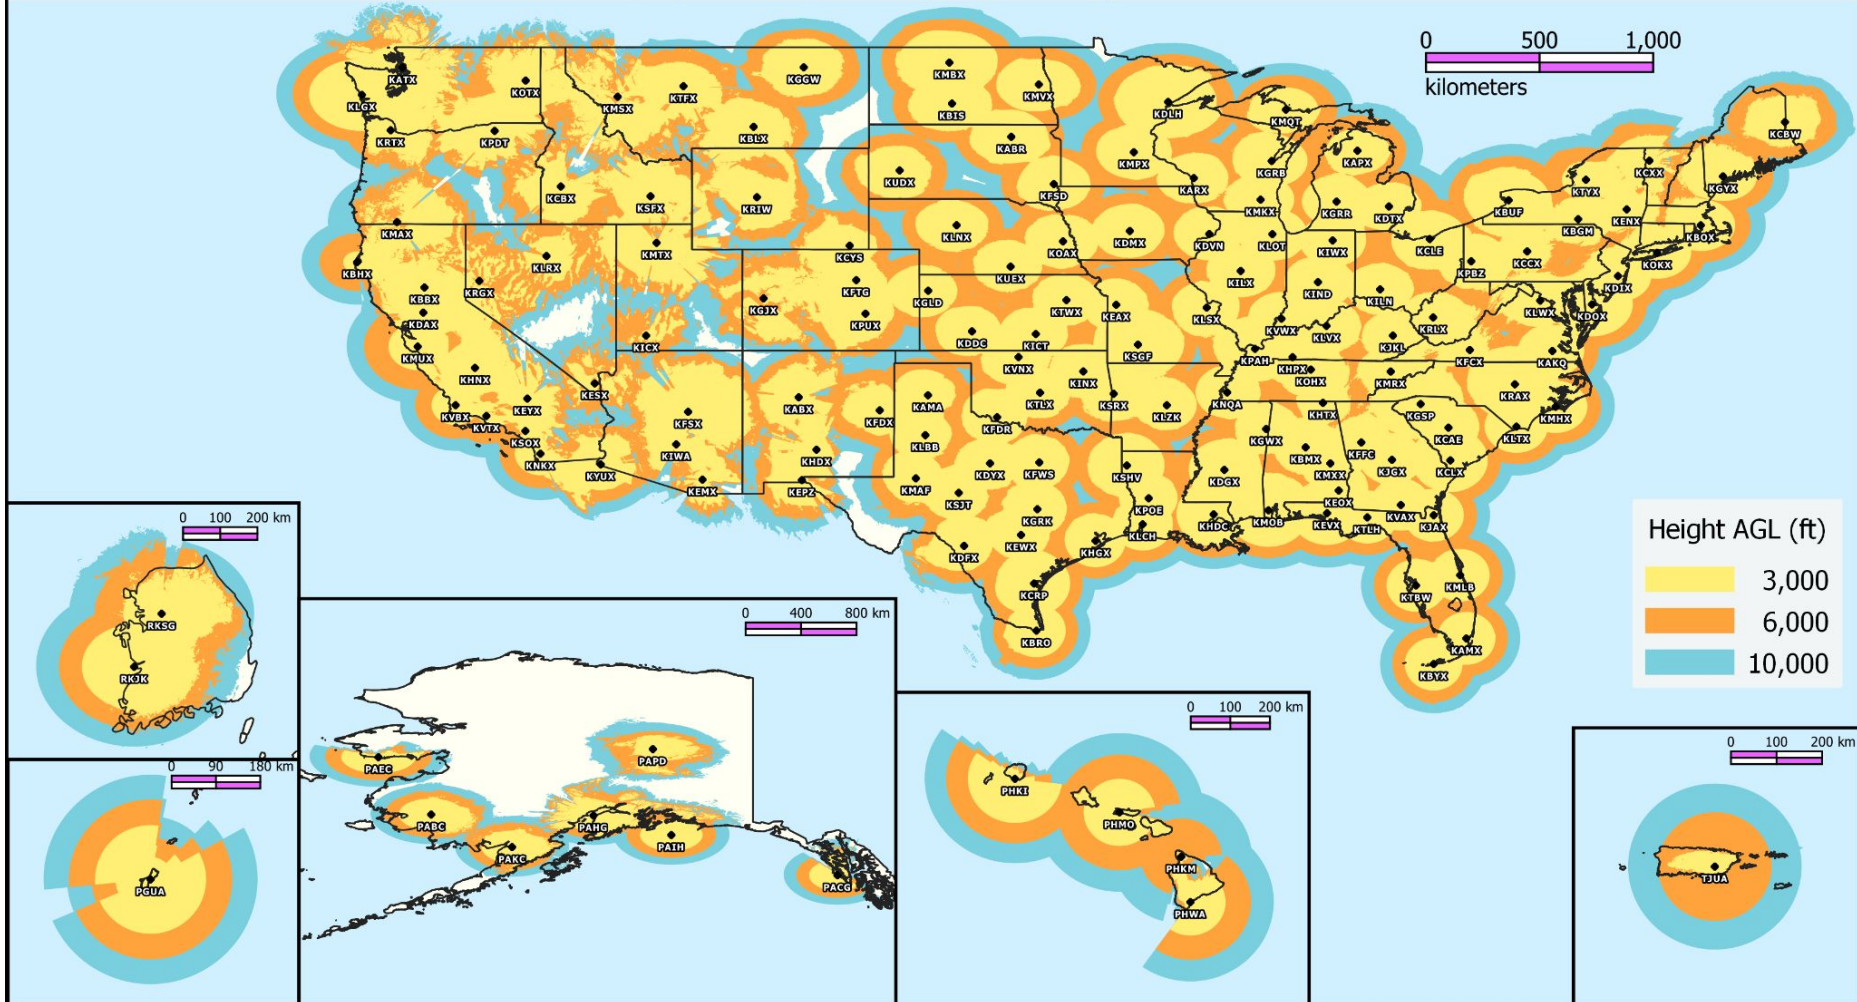 0 500 1,000
kilometers
KATX
KLGX
KOTX
KRTX
KPDT
KMSX
KTFX
KGGW
KBLX
KMBX
KBIS
KMVX
KABR
KDLH
KMQT
KMPX
KGRB
KAPX
KCBW
KCXX
KTYX
KGYX
KUDX
KFSD
KARX
KMKX
KGRR
KDTX
KBUF
KENX
KBGM
KBOX
KCBX
KSFX
KRIW
KMAX
KBHX
KLRX
KMTX
KCYS
KLNX
KOAX
KDMX
KDVN
KLOT
KIWX
KCLE
KPBZ
KCCX
KOKX
KDIX
KBBX
KRGX
KDAX
KMUX
KGJX
KFTG
KPUX
KGLD
KUEX
KTWX
KEAX
KILX
KLSX
KIND
KILN
KRLX
KLWX
KDOX
KHNX
KICX
KDDC
KICT
KVNX
KSGF
KVWX
KPAH
KLVX
KHPX
KOHX
KJKL
KMRX
KFCX
KAKQ
KRAX
KMHX
KESX
KEYX
KVBX
KVTX
KSOX
KNKX
KYUX
KFSX
KIWA
KEMX
KABX
KHDX
KEPZ
KFDX
KAMA
KLBB
KMAF
KTLX
KINX
KFDR
KSRX
KLZK
KNQA
KHTX
KGSP
KCAE
KLTX
KCLX
KGWX
KBMX
KFFC
KJGX
KMXX
KEOX
KDGX
KDYX
KFWS
KSJT
KSHV
KPOE
KGRK
KEWX
KDFX
KHGX
KLCH
KHDC
KMOB
KEVX
KTLH
KVAX
KJAX
KCRP
KBRO
KTBW
KMLB
KAMX
KBYX
Height AGL (ft)
3,000
6,000
10,000
0 100 200 km
RKSG
RKJK
0 90 180 km
PGUA
0 400 800 km
PAEC
PAPD
PABC
PAHG
PAKC
PAIH
PACG
0 100 200 km
PHKI
PHMO
PHKM
PHWA
0 100 200 km
TJUA